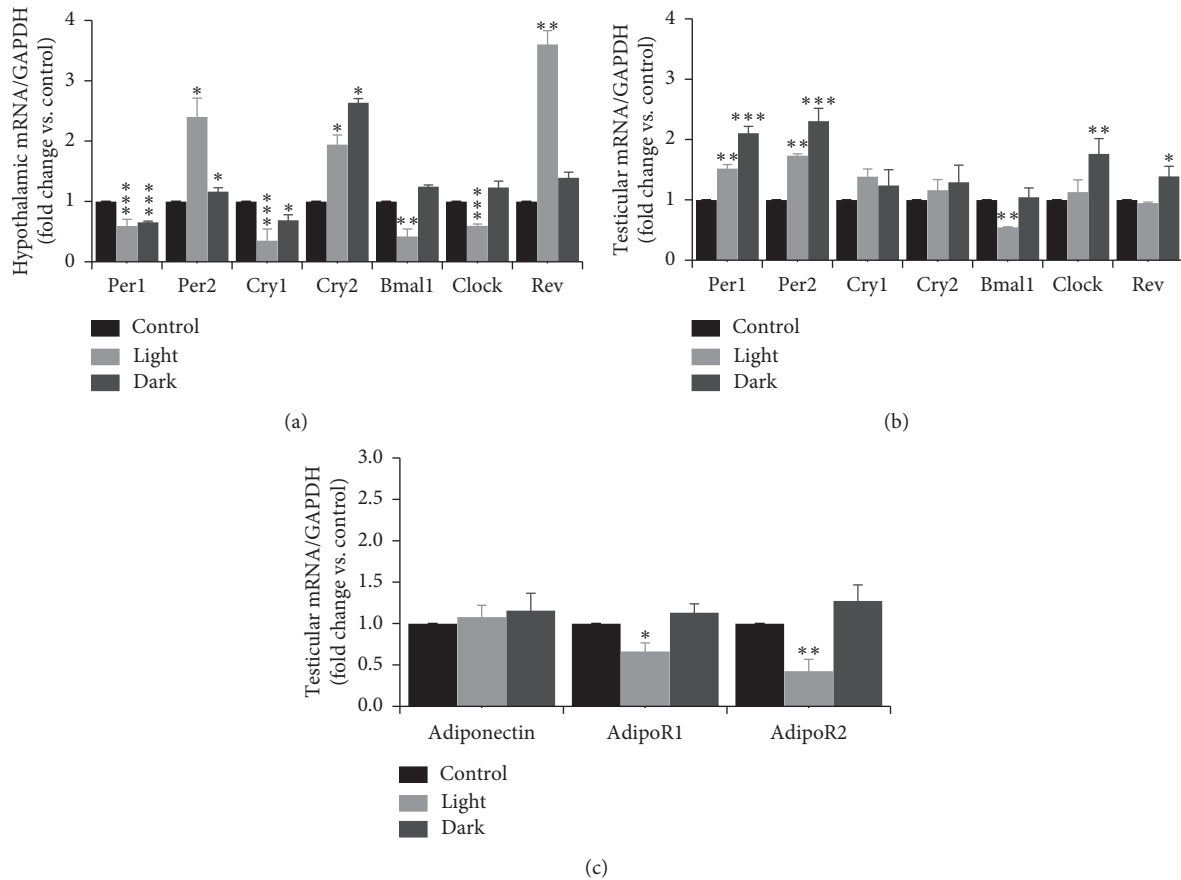 Hypothalamic mRNA/GAPDH
(fold change vs. control)
4
3
2
1
0
***
***
*
*
***
*
*
*
**
***
**
Per1 Per2 Cry1 Cry2 Bmal1 Clock Rev
Control
Light
Dark
(a)
Testicular mRNA/GAPDH
(fold change vs. control)
4
3
2
1
0
**
***
**
***
**
**
*
Per1 Per2 Cry1 Cry2 Bmal1 Clock Rev
Control
Light
Dark
(b)
Testicular mRNA/GAPDH
(fold change vs. control)
3.0
2.5
2.0
1.5
1.0
0.5
0.0
*
**
Adiponectin AdipoR1 AdipoR2
Control
Light
Dark
(c)